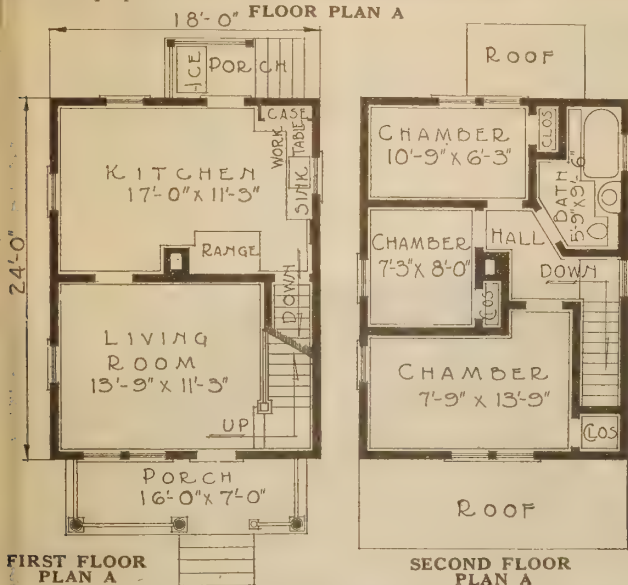 FLOOR PLAN A
18'-0"
ICE
PORCH
CASE
WORK TABLE
KITCHEN
17'-0" x 11'-3"
SINK
RANGE
24'-0"
DOWN
LIVING
ROOM
13'-9" x 11'-3"
UP
PORCH
16'-0" x 7'-0"
FIRST FLOOR
PLAN A
ROOF
CHAMBER
10'-9" x 6'-3"
CLOS
BATH
5'-9" x 9'-6"
CHAMBER
7'-3" x 8'-0"
HALL
DOWN
CLOS
CHAMBER
7'-9" x 13'-9"
CLOS
ROOF
SECOND FLOOR
PLAN A